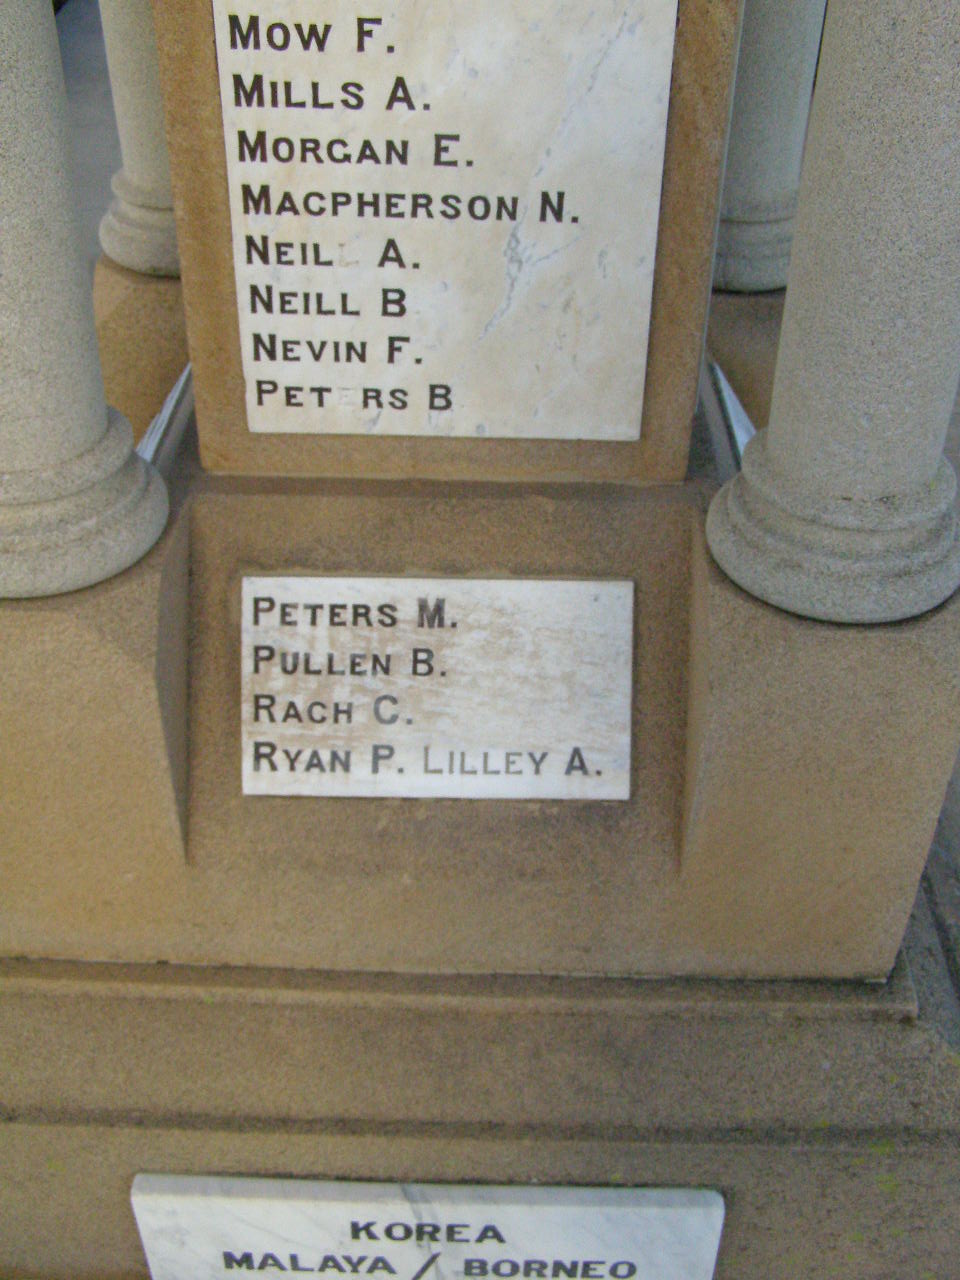 MOW F.
MILLS A.
MORGAN E.
MACPHERSON N.
NEILL A.
NEILL B
NEVIN F.
PETERS B
PETERS M.
PULLEN B.
RACH C.
RYAN P. LILLEY A.
KOREA
MALAYA / BORNEO